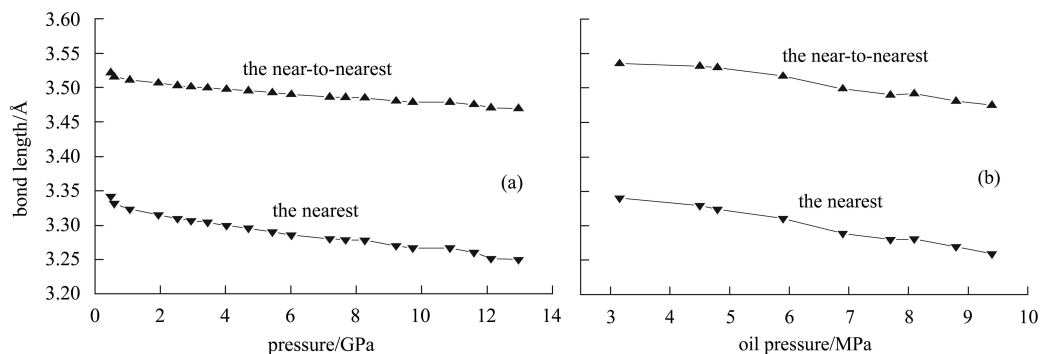 3.60
3.55
3.50
3.45
3.40
3.35
3.30
3.25
3.20
bond length/Å
the near-to-nearest
(a)
the nearest
0 2 4 6 8 10 12 14
pressure/GPa
the near-to-nearest
(b)
the nearest
3 4 5 6 7 8 9 10
oil pressure/MPa